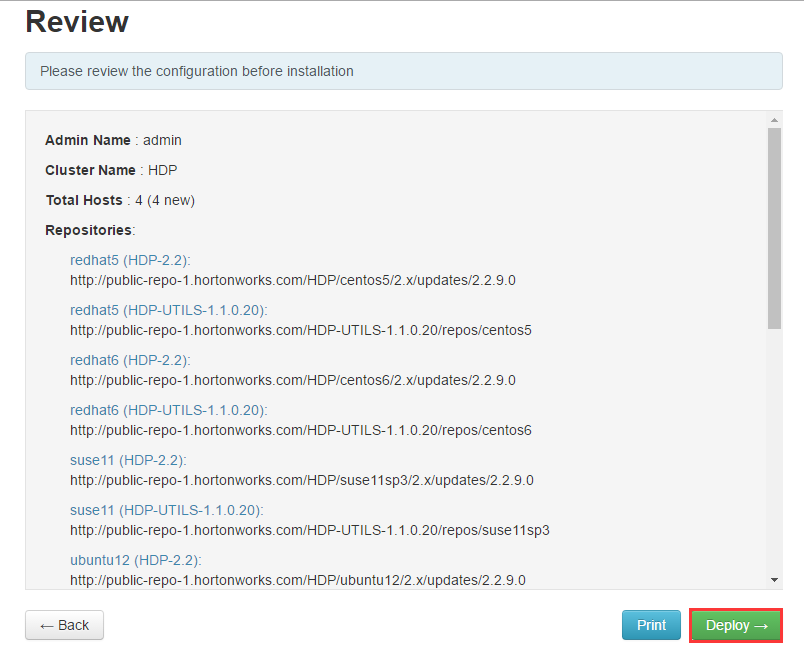 Review
Please review the configuration before installation
Admin Name : admin
Cluster Name : HDP
Total Hosts : 4 (4 new)
Repositories:
redhat5 (HDP-2.2):
http://public-repo-1.hortonworks.com/HDP/centos5/2.x/updates/2.2.9.0
redhat5 (HDP-UTILS-1.1.0.20):
http://public-repo-1.hortonworks.com/HDP-UTILS-1.1.0.20/repos/centos5
redhat6 (HDP-2.2):
http://public-repo-1.hortonworks.com/HDP/centos6/2.x/updates/2.2.9.0
redhat6 (HDP-UTILS-1.1.0.20):
http://public-repo-1.hortonworks.com/HDP-UTILS-1.1.0.20/repos/centos6
suse11 (HDP-2.2):
http://public-repo-1.hortonworks.com/HDP/suse11sp3/2.x/updates/2.2.9.0
suse11 (HDP-UTILS-1.1.0.20):
http://public-repo-1.hortonworks.com/HDP-UTILS-1.1.0.20/repos/suse11sp3
ubuntu12 (HDP-2.2):
http://public-repo-1.hortonworks.com/HDP/ubuntu12/2.x/updates/2.2.9.0
← Back
Print
Deploy →